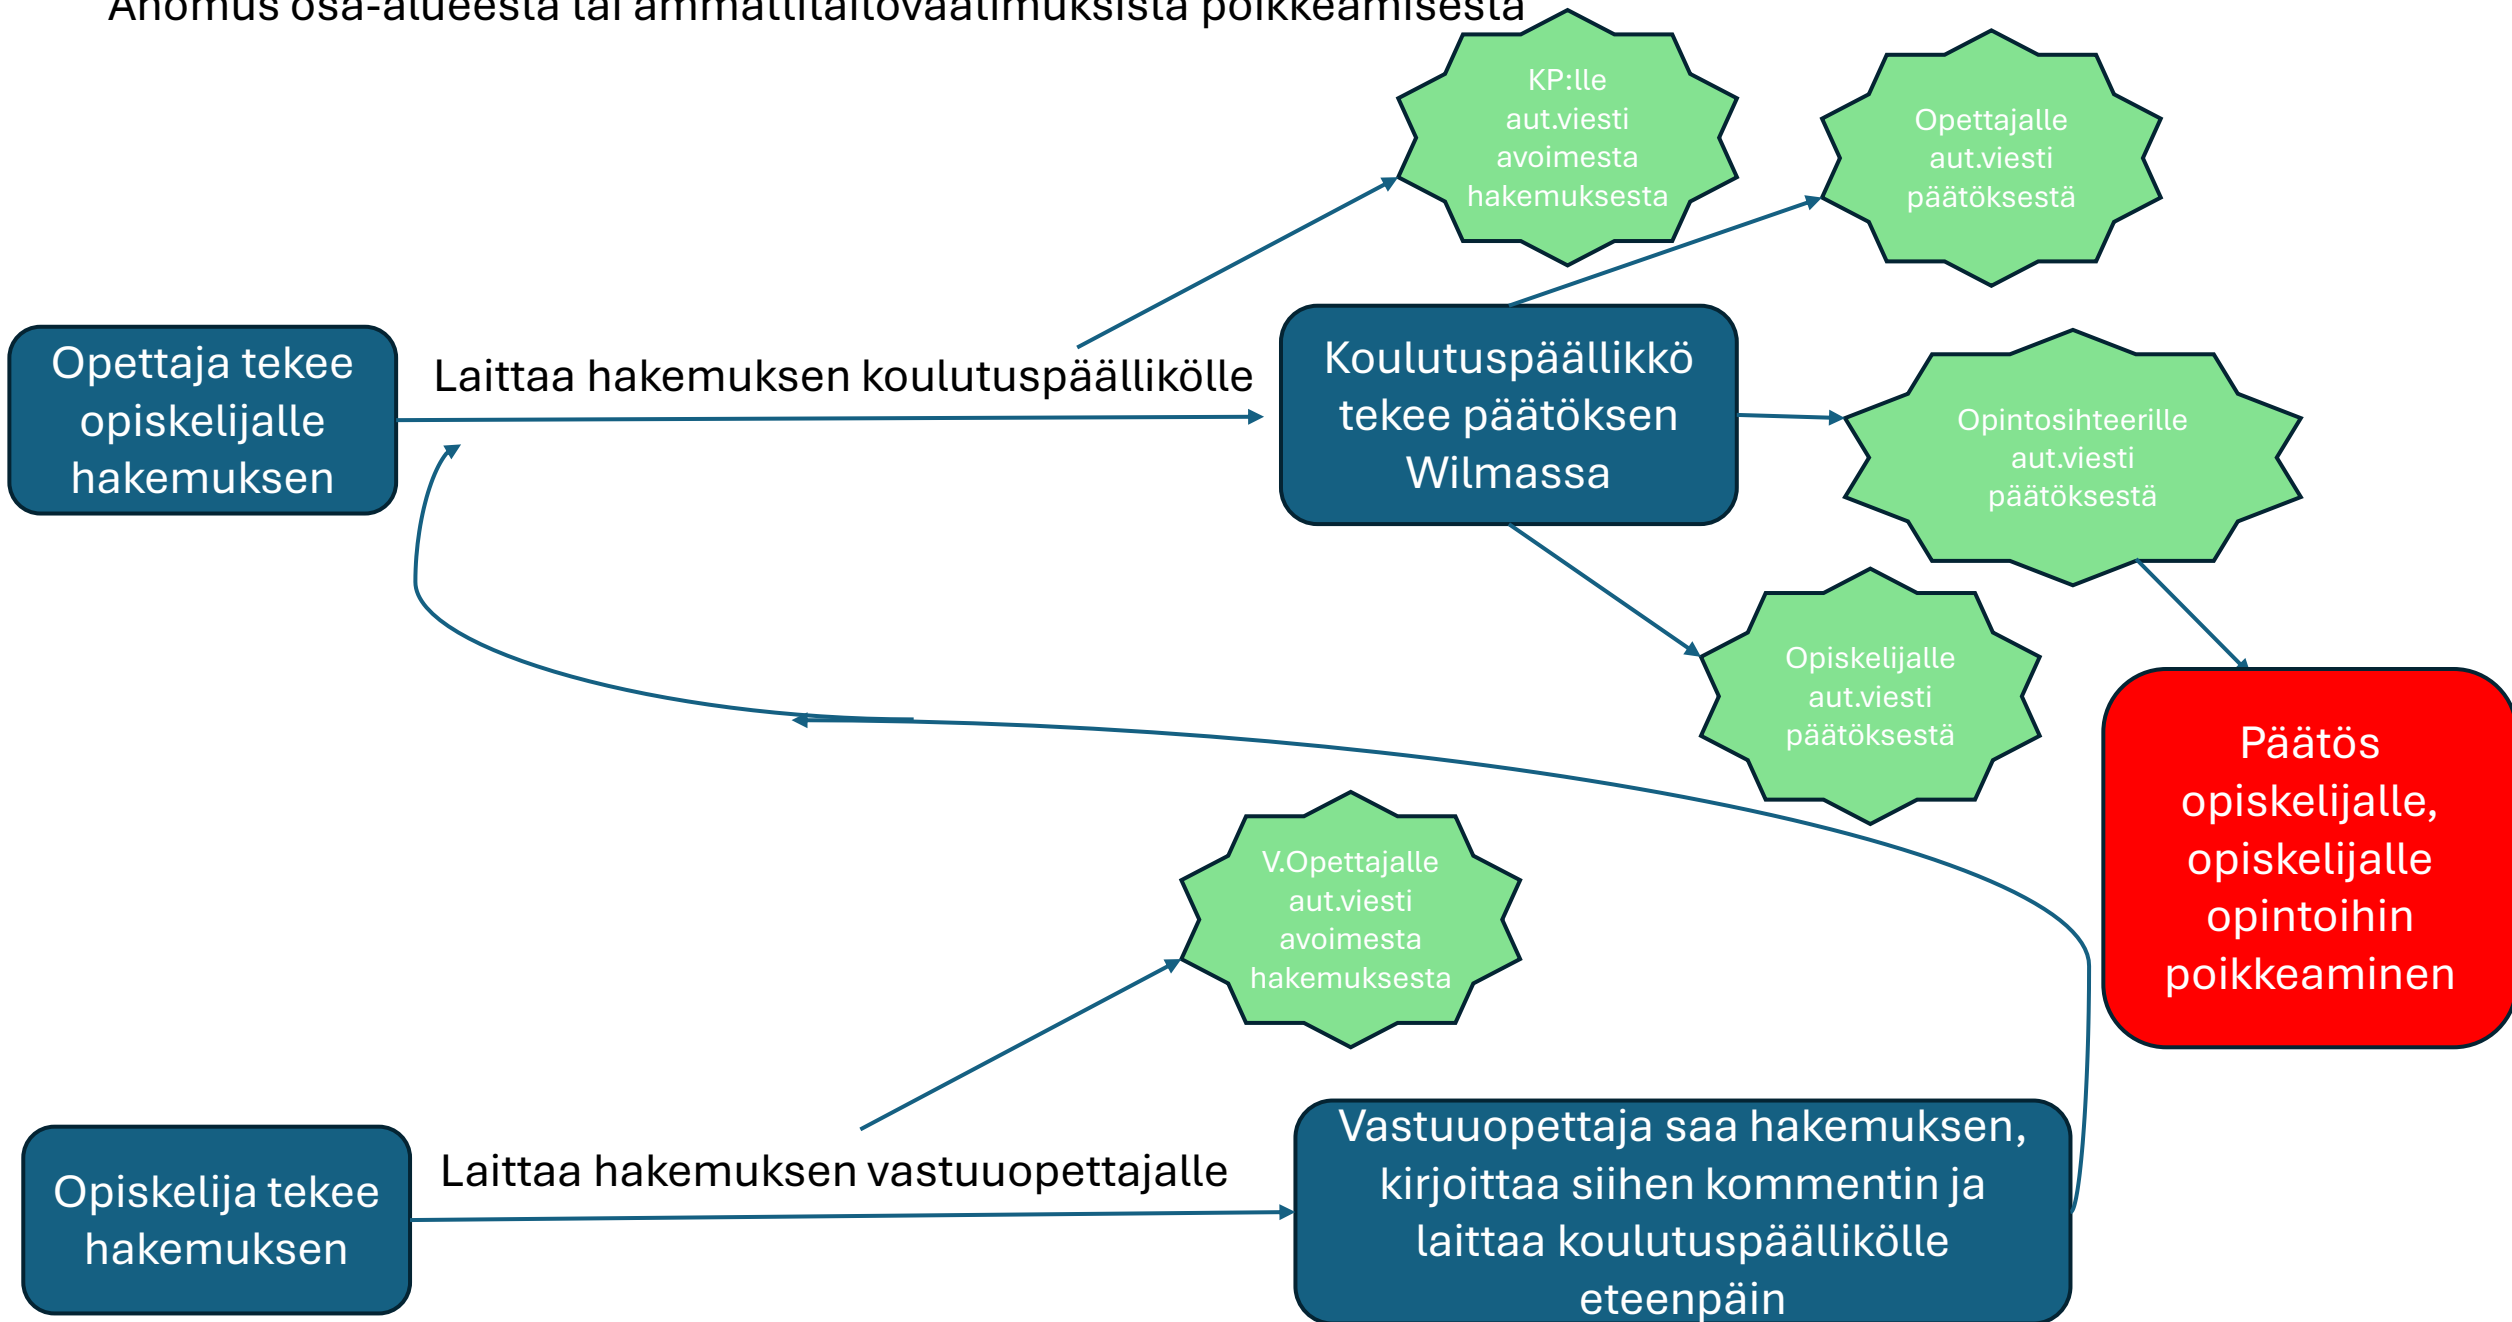 Anomus osa-alueesta tai ammattitaitovaatimuksista poikkeamisesta
KP:lle
aut.viesti
avoimesta
hakemuksesta
Opettajalle
aut.viesti
päätöksestä
Opettaja tekee
opiskelijalle
hakemuksen
Laittaa hakemuksen koulutuspäällikölle
Koulutuspäällikkö
tekee päätöksen
Wilmassa
Opintosihteerille
aut.viesti
päätöksestä
Opiskelijalle
aut.viesti
päätöksestä
Päätös
opiskelijalle,
opiskelijalle
opintoihin
poikkeaminen
V.Opettajalle
aut.viesti
avoimesta
hakemuksesta
Opiskelija tekee
hakemuksen
Laittaa hakemuksen vastuuopettajalle
Vastuuopettaja saa hakemuksen,
kirjoittaa siihen kommentin ja
laittaa koulutuspäällikölle
eteenpäin